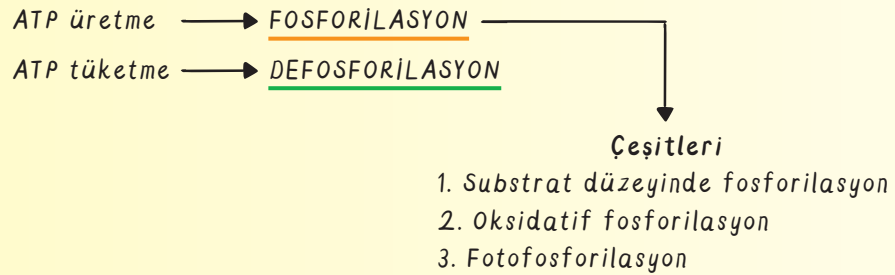 ATP üretme → FOSFORİLASYON
ATP tüketme → DEFOSFORİLASYON
Çeşitleri
1. Substrat düzeyinde fosforilasyon
2. Oksidatif fosforilasyon
3. Fotofosforilasyon